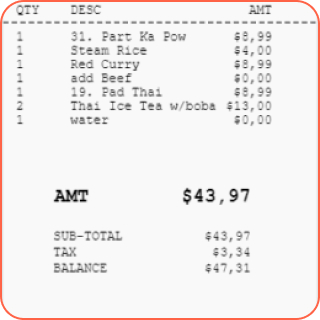 QTY DESC AMT
1 31. Part Ka Pow $8,99
1 Steam Rice $4,00
1 Red Curry $8,99
1 add Beef $0,00
1 19. Pad Thai $8,99
2 Thai Ice Tea w/boba $13,00
1 water $0,00
AMT $43,97
SUB-TOTAL $43,97
TAX $3,34
BALANCE $47,31